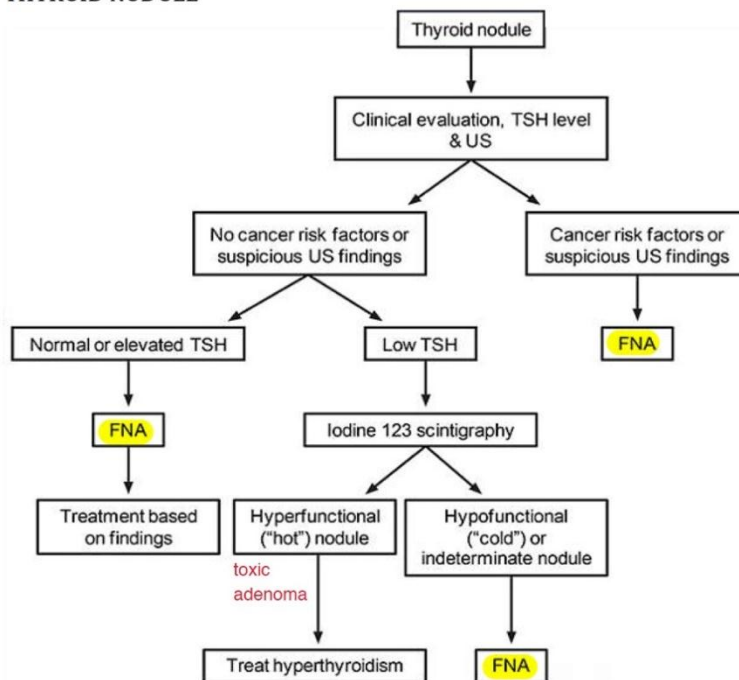 THYROID NODULE
Thyroid nodule
Clinical evaluation, TSH level
& US
No cancer risk factors or
suspicious US findings
Cancer risk factors or
suspicious US findings
Normal or elevated TSH
Low TSH
FNA
FNA
Iodine 123 scintigraphy
Treatment based
on findings
Hyperfunctional
("hot") nodule
Hypofunctional
("cold") or
indeterminate nodule
toxic
adenoma
Treat hyperthyroidism
FNA